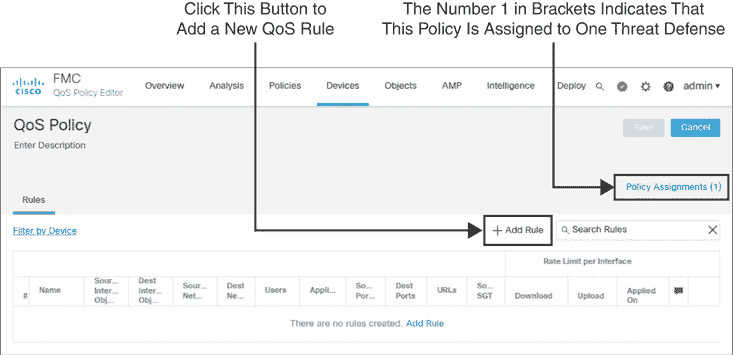 Click This Button to
Add a New QoS Rule
The Number 1 in Brackets Indicates That
This Policy Is Assigned to One Threat Defense
CISCO
FMC
QoS Policy Editor
Overview Analysis Policies Devices Objects AMP Intelligence Deploy admin
QoS Policy
Enter Description
Save Cancel
Policy Assignments (1)
Rules
Filter by Device
+ Add Rule Search Rules X
Rate Limit per Interface
# Name Sour... Inter... Obj... Dest Inter... Obj... Sour... Net... Dest Ne... Users Appli... So... Por... Dest Ports URLs So... SGT Download Upload Applied On
There are no rules created. Add Rule